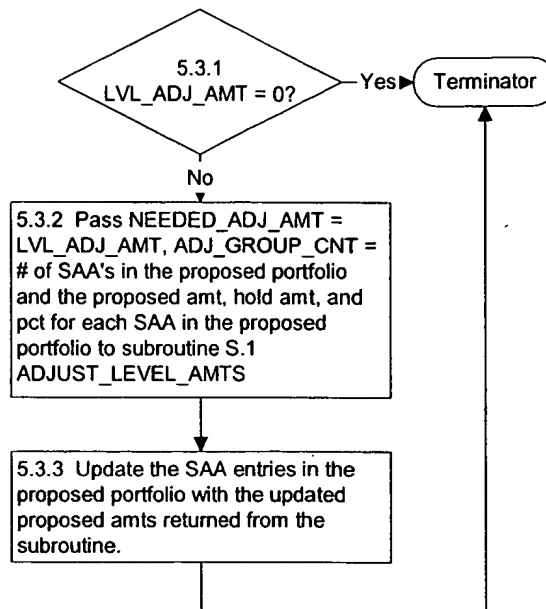 5.3.1
LVL_ADJ_AMT = 0?
Yes
Terminator
No
5.3.2 Pass NEEDED_ADJ_AMT =
LVL_ADJ_AMT, ADJ_GROUP_CNT =
# of SAA's in the proposed portfolio
and the proposed amt, hold amt, and
pct for each SAA in the proposed
portfolio to subroutine S.1
ADJUST_LEVEL_AMTS
5.3.3 Update the SAA entries in the
proposed portfolio with the updated
proposed amts returned from the
subroutine.